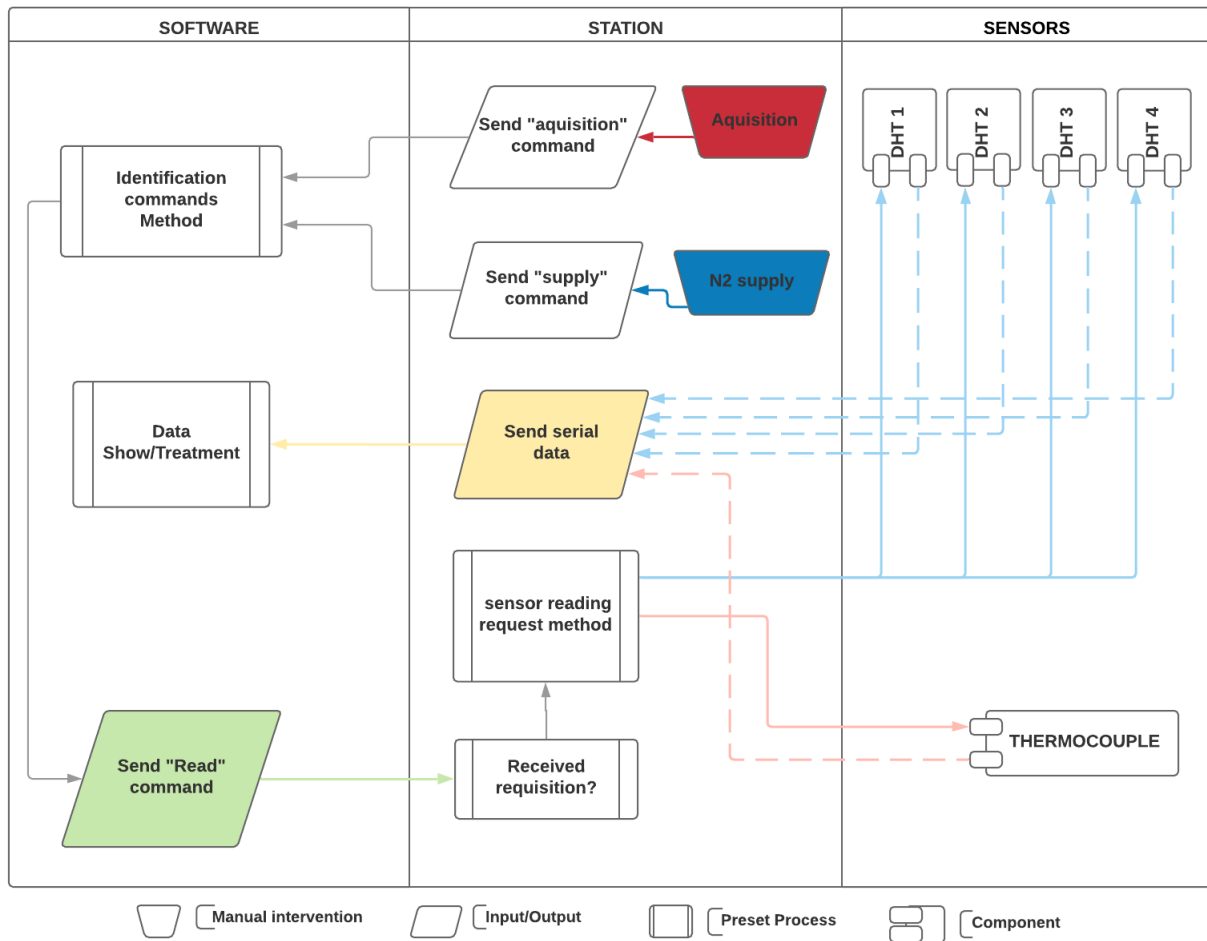 SOFTWARE
STATION
SENSORS
Send "aquisition"
command
Aquisition
DHT 1
DHT 2
DHT 3
DHT 4
Identification
commands
Method
Send "supply"
command
N2 supply
Data
Show/Treatment
Send serial
data
sensor reading
request method
Send "Read"
command
Received
requisition?
THERMOCOUPLE
Manual intervention
Input/Output
Preset Process
Component